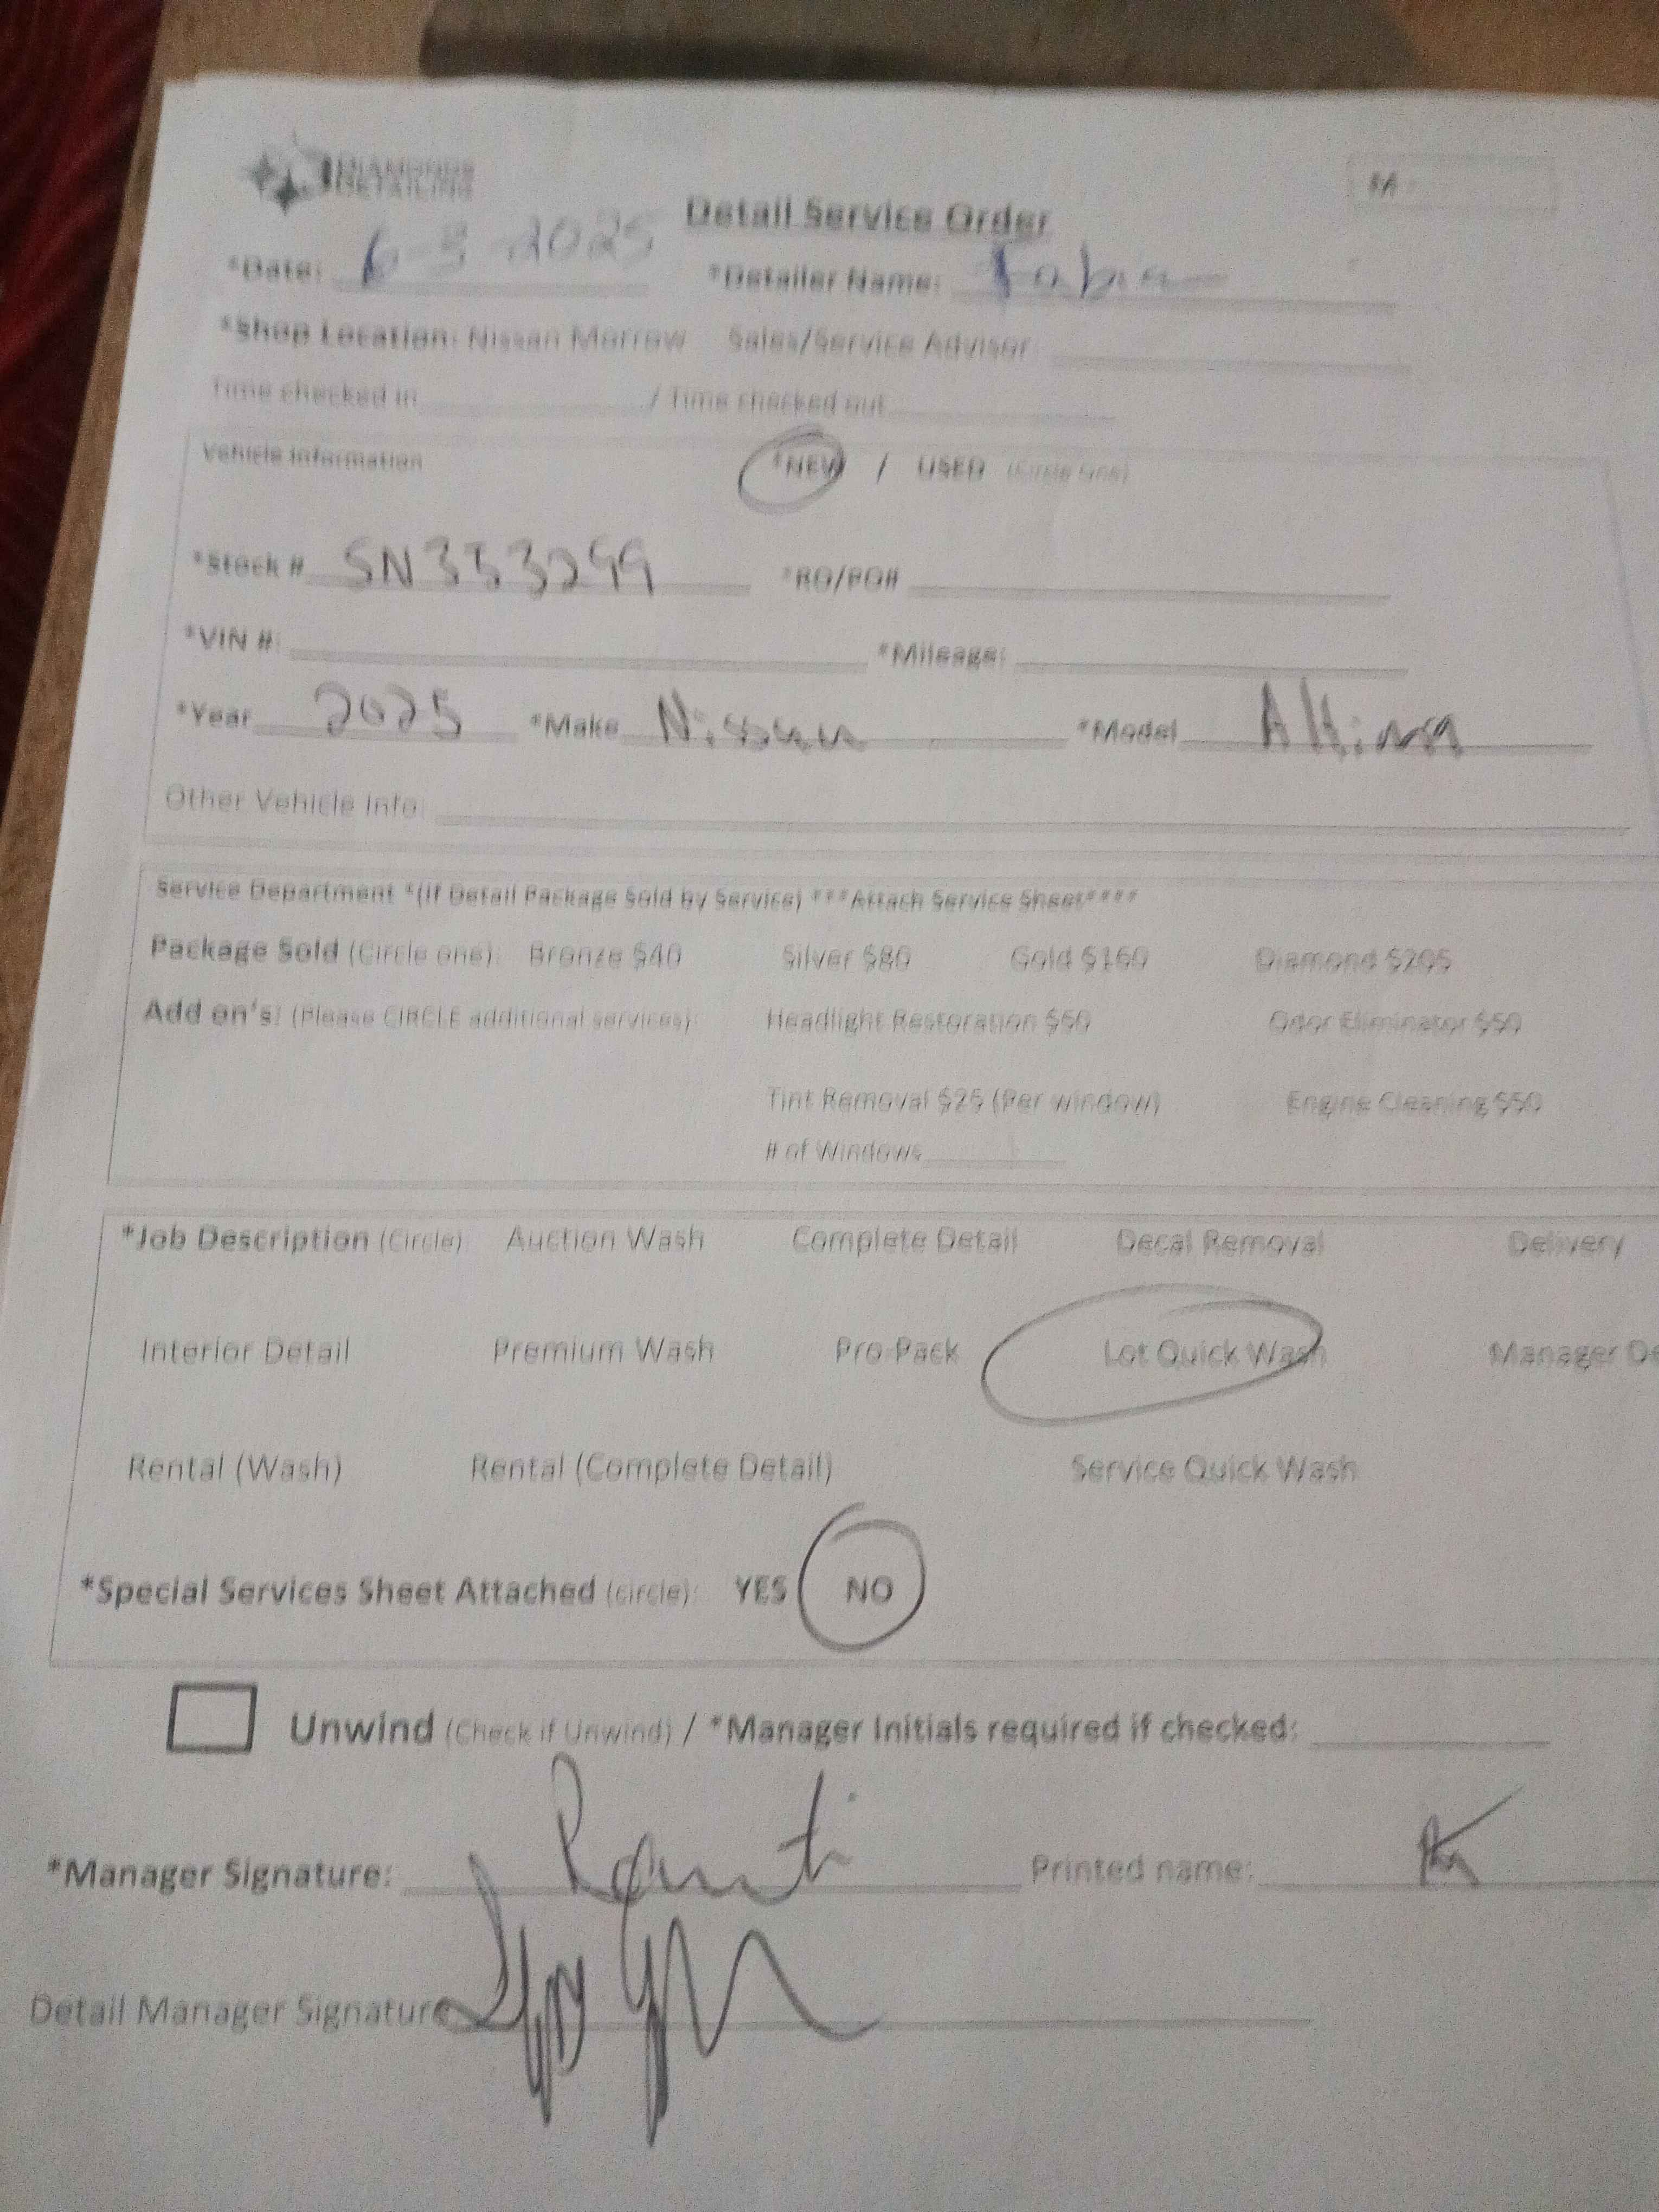 DIAMONDS
DETAILING
Detail Service Order
*Date: 6-3-2025 *Detailer Name: Fabian
*Shop Location: Nissan Morrow Sales/Service Advisor
Time checked in / Time checked out
Vehicle Information *NEW / USED (Circle One)
*Stock # SN353299 *RO/PO#
*VIN #: *Mileage:
*Year 2025 *Make Nissan *Model Altima
Other Vehicle Info:
Service Department *(If Detail Package Sold by Service) ***Attach Service Sheet****
Package Sold (Circle one): Bronze $40 Silver $80 Gold $160 Diamond $205
Add on's: (Please CIRCLE additional services) Headlight Restoration $50 Odor Eliminator $50
Tint Removal $25 (Per window) Engine Cleaning $50
# of Windows
*Job Description (Circle) Auction Wash Complete Detail Decal Removal Delivery
Interior Detail Premium Wash Pro-Pack Lot Quick Wash Manager De
Rental (Wash) Rental (Complete Detail) Service Quick Wash
*Special Services Sheet Attached (circle): YES NO
Unwind (Check if Unwind) / *Manager Initials required if checked:
*Manager Signature: Printed name:
Detail Manager Signature